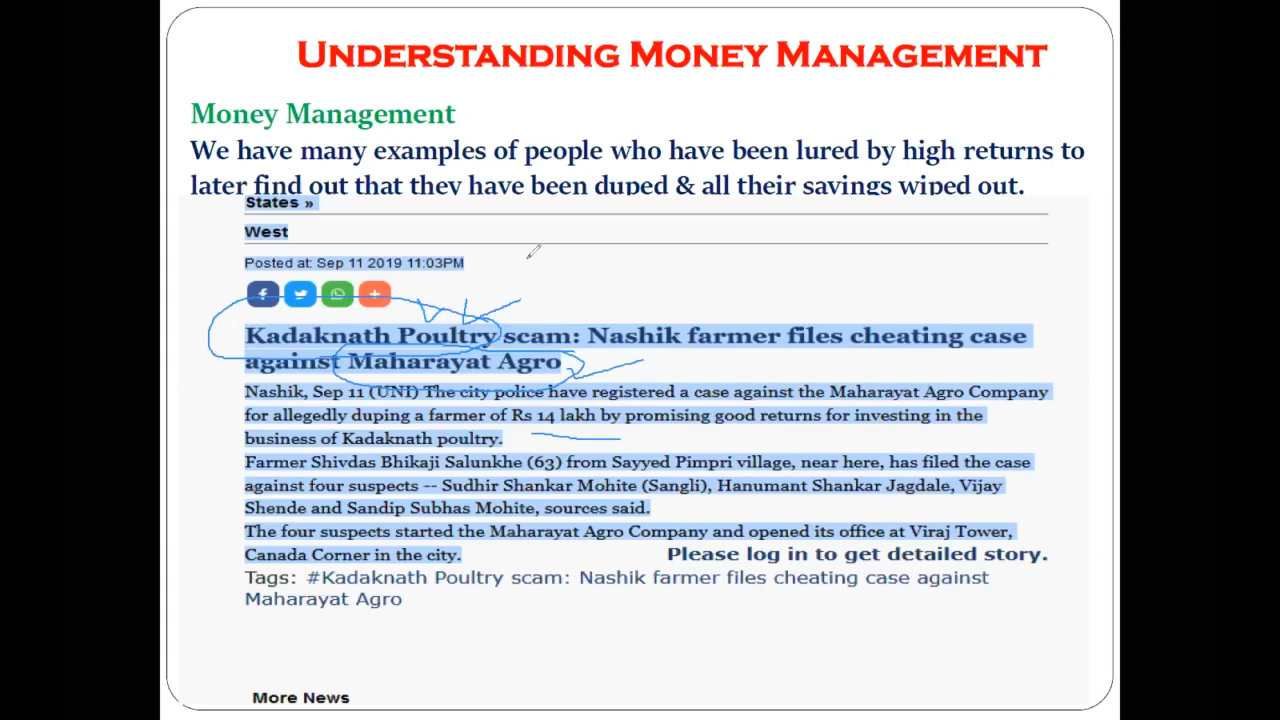 UNDERSTANDING MONEY MANAGEMENT
Money Management
We have many examples of people who have been lured by high returns to
later find out that they have been duped & all their savings wiped out.
States »
West
Posted at: Sep 11 2019 11:03PM
Kadaknath Poultry scam: Nashik farmer files cheating case
against Maharayat Agro
Nashik, Sep 11 (UNI) The city police have registered a case against the Maharayat Agro Company
for allegedly duping a farmer of Rs 14 lakh by promising good returns for investing in the
business of Kadaknath poultry.
Farmer Shivdas Bhikaji Salunkhe (63) from Sayyed Pimpri village, near here, has filed the case
against four suspects -- Sudhir Shankar Mohite (Sangli), Hanumant Shankar Jagdale, Vijay
Shende and Sandip Subhas Mohite, sources said.
The four suspects started the Maharayat Agro Company and opened its office at Viraj Tower,
Canada Corner in the city.
Please log in to get detailed story.
Tags: #Kadaknath Poultry scam: Nashik farmer files cheating case against
Maharayat Agro
More News